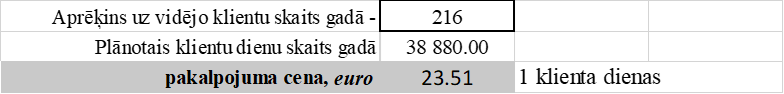 Aprēķins uz vidējo klientu skaits gadā - 216
Plānotais klientu dienu skaits gadā 38 880.00
pakalpojuma cena, euro 23.51 1 klienta dienas